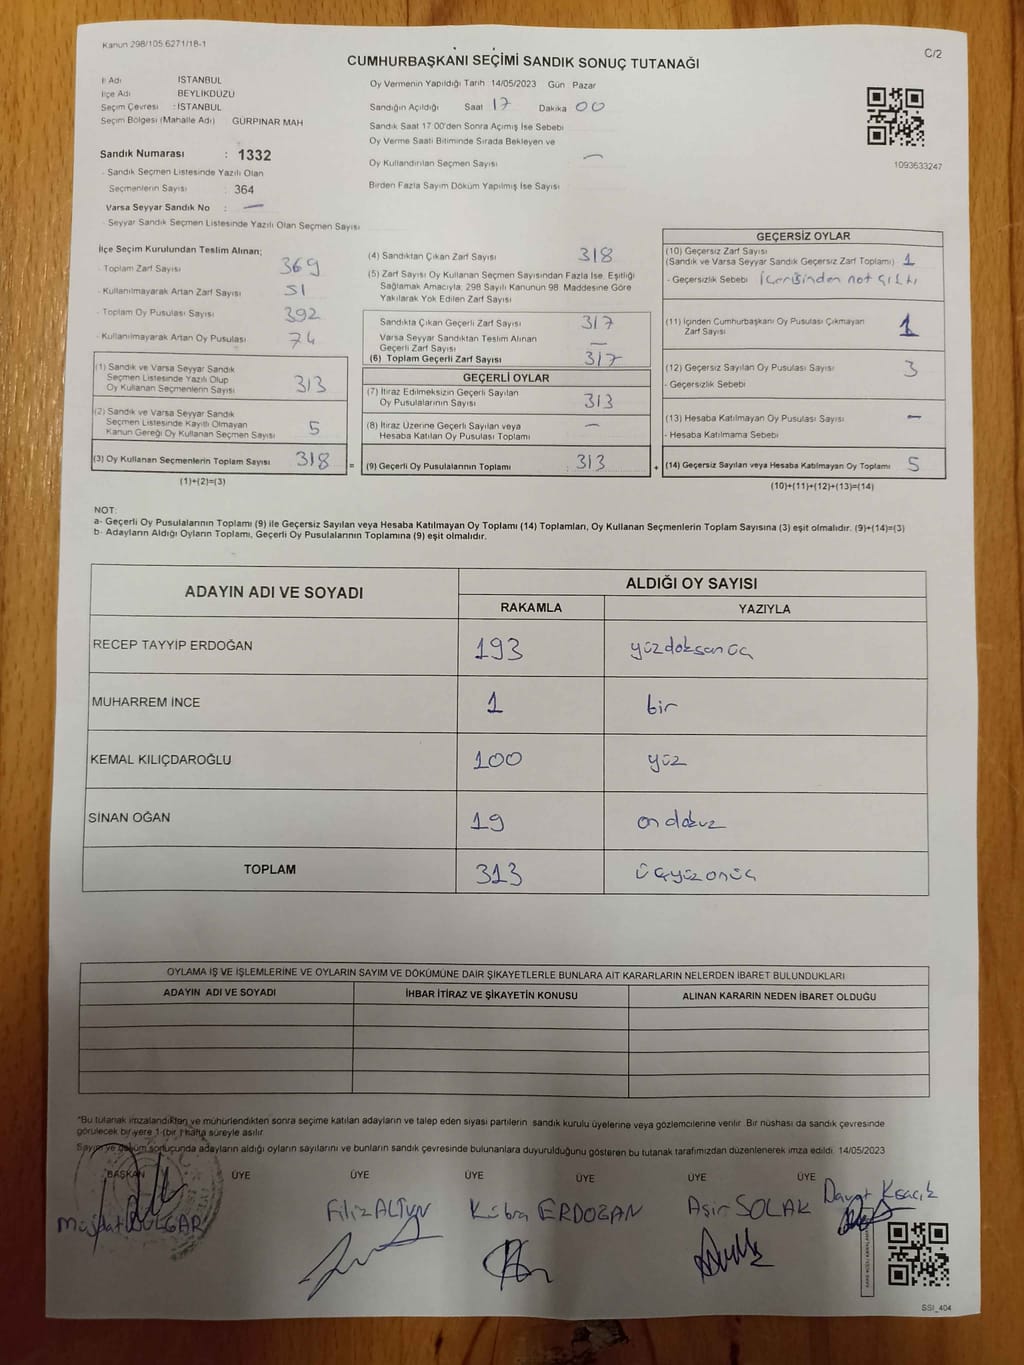 Kanun 298/105.6271/18-1
C/2
CUMHURBAŞKANI SEÇİMİ SANDIK SONUÇ TUTANAĞI
İl Adı İSTANBUL
İlçe Adı BEYLİKDÜZÜ
Seçim Çevresi : İSTANBUL
Seçim Bölgesi (Mahalle Adı) : GÜRPINAR MAH
Sandık Numarası : 1332
- Sandık Seçmen Listesinde Yazılı Olan
Seçmenlerin Sayısı : 364
Varsa Seyyar Sandık No : —
- Seyyar Sandık Seçmen Listesinde Yazılı Olan Seçmen Sayısı
Oy Vermenin Yapıldığı Tarih 14/05/2023 Gün Pazar
Sandığın Açıldığı Saat 17 Dakika 00
Sandık Saat 17 00'den Sonra Açımış İse Sebebi
Oy Verme Saati Bitiminde Sırada Bekleyen ve
Oy Kullandırılan Seçmen Sayısı —
Birden Fazla Sayım Döküm Yapılmış İse Sayısı
1093633247
İlçe Seçim Kurulundan Teslim Alınan;
- Toplam Zarf Sayısı 369
- Kullanılmayarak Artan Zarf Sayısı 51
- Toplam Oy Pusulası Sayısı 392
- Kullanılmayarak Artan Oy Pusulası 74
(1) Sandık ve Varsa Seyyar Sandık
Seçmen Listesinde Yazılı Olup
Oy Kullanan Seçmenlerin Sayısı 313
(2) Sandık ve Varsa Seyyar Sandık
Seçmen Listesinde Kayıtlı Olmayan
Kanun Gereği Oy Kullanan Seçmen Sayısı 5
(3) Oy Kullanan Seçmenlerin Toplam Sayısı 318
(1)+(2)=(3)
(4) Sandıktan Çıkan Zarf Sayısı 318
(5) Zarf Sayısı Oy Kullanan Seçmen Sayısından Fazla İse, Eşitliği
Sağlamak Amacıyla, 298 Sayılı Kanunun 98. Maddesine Göre
Yakılarak Yok Edilen Zarf Sayısı
Sandıkta Çıkan Geçerli Zarf Sayısı 317
Varsa Seyyar Sandıktan Teslim Alınan
Geçerli Zarf Sayısı —
(6) Toplam Geçerli Zarf Sayısı 317
GEÇERLİ OYLAR
(7) İtiraz Edilmeksizin Geçerli Sayılan
Oy Pusulalarının Sayısı 313
(8) İtiraz Üzerine Geçerli Sayılan veya
Hesaba Katılan Oy Pusulası Toplamı —
= (9) Geçerli Oy Pusulalarının Toplamı : 313
GEÇERSİZ OYLAR
(10) Geçersiz Zarf Sayısı
(Sandık ve Varsa Seyyar Sandık Geçersiz Zarf Toplamı) 1
- Geçersizlik Sebebi İçerisinden not çıktı
(11) İçinden Cumhurbaşkanı Oy Pusulası Çıkmayan
Zarf Sayısı 1
(12) Geçersiz Sayılan Oy Pusulası Sayısı 3
- Geçersizlik Sebebi
(13) Hesaba Katılmayan Oy Pusulası Sayısı —
- Hesaba Katılmama Sebebi
+ (14) Geçersiz Sayılan veya Hesaba Katılmayan Oy Toplamı 5
(10)+(11)+(12)+(13)=(14)
NOT:
a- Geçerli Oy Pusulalarının Toplamı (9) ile Geçersiz Sayılan veya Hesaba Katılmayan Oy Toplamı (14) Toplamları, Oy Kullanan Seçmenlerin Toplam Sayısına (3) eşit olmalıdır. (9)+(14)=(3)
b- Adayların Aldığı Oyların Toplamı, Geçerli Oy Pusulalarının Toplamına (9) eşit olmalıdır.
ADAYIN ADI VE SOYADI ALDIĞI OY SAYISI
RAKAMLA YAZIYLA
RECEP TAYYİP ERDOĞAN 193 yüzdoksanüç
MUHARREM İNCE 1 bir
KEMAL KILIÇDAROĞLU 100 yüz
SİNAN OĞAN 19 ondokuz
TOPLAM 313 üçyüzonüç
OYLAMA İŞ VE İŞLEMLERİNE VE OYLARIN SAYIM VE DÖKÜMÜNE DAİR ŞİKAYETLERLE BUNLARA AİT KARARLARIN NELERDEN İBARET BULUNDUKLARI
ADAYIN ADI VE SOYADI İHBAR İTİRAZ VE ŞİKAYETİN KONUSU ALINAN KARARIN NEDEN İBARET OLDUĞU
*Bu tutanak imzalandıktan ve mühürlendikten sonra seçime katılan adayların ve talep eden siyasi partilerin sandık kurulu üyelerine veya gözlemcilerine verilir. Bir nüshası da sandık çevresinde
görülecek bir yere 1 (bir) hafta süreyle asılır.
Sayım ve döküm sonuçunda adayların aldığı oyların sayılarını ve bunların sandık çevresinde bulunanlara duyurulduğunu gösteren bu tutanak tarafımızdan düzenlenerek imza edildi. 14/05/2023
BAŞKAN ÜYE ÜYE ÜYE ÜYE ÜYE
BULGAR Filiz ALTUN Kübra ERDOĞAN Aşir SOLAK Davut
SSI_404